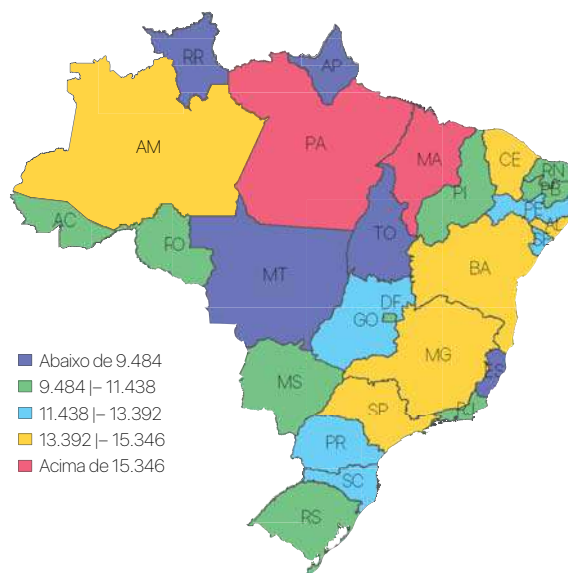 RR
AP
AM
PA
MA
CE
RN
PB
PI
PE
AL
SE
AC
RO
TO
MT
BA
DF
GO
MG
ES
MS
SP
RJ
PR
SC
RS
Abaixo de 9.484
9.484 |– 11.438
11.438 |– 13.392
13.392 |– 15.346
Acima de 15.346